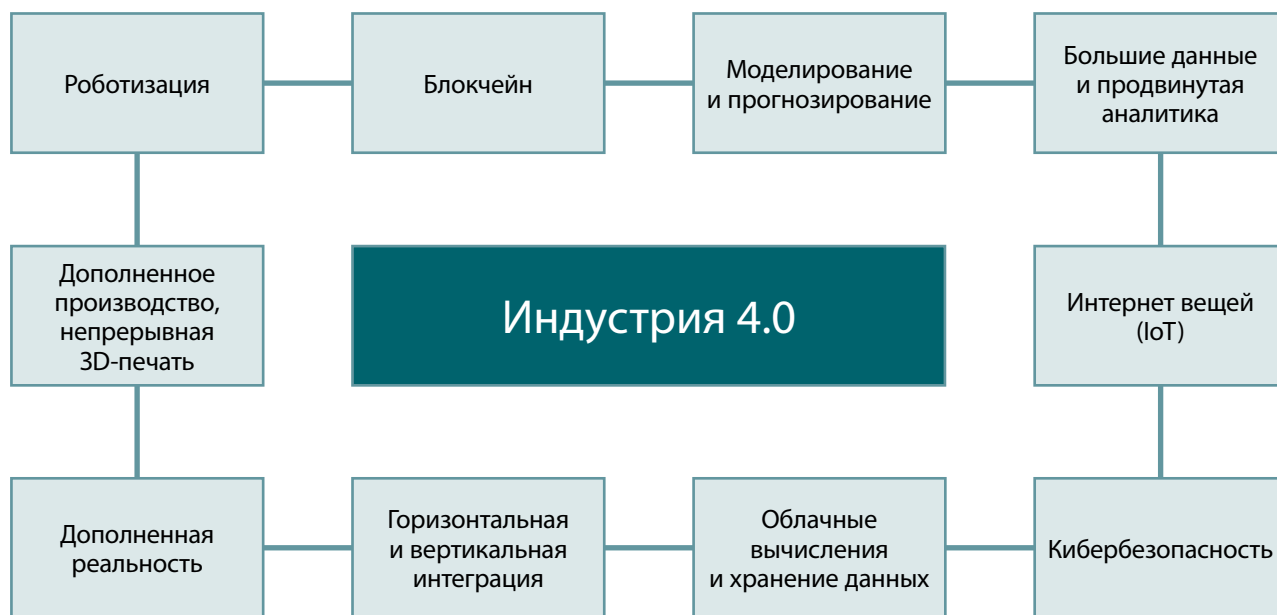 Роботизация
Блокчейн
Моделирование
и прогнозирование
Большие данные
и продвинутая
аналитика
Дополненное
производство,
непрерывная
3D-печать
Индустрия 4.0
Интернет вещей
(IoT)
Дополненная
реальность
Горизонтальная
и вертикальная
интеграция
Облачные
вычисления
и хранение данных
Кибербезопасность